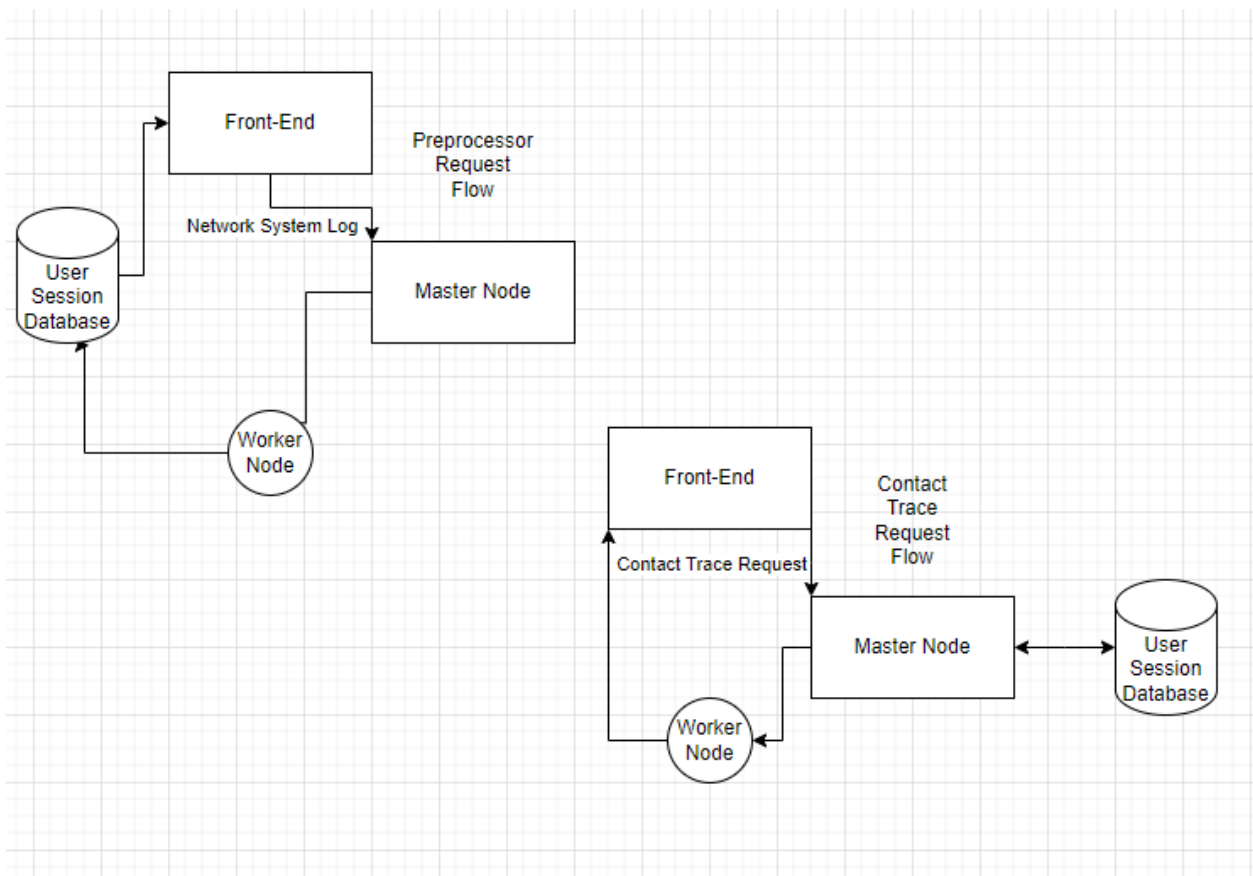 Front-End
Preprocessor
Request
Flow
Network System Log
User
Session
Database
Master Node
Worker
Node
Front-End
Contact
Trace
Request
Flow
Contact Trace Request
Master Node
User
Session
Database
Worker
Node